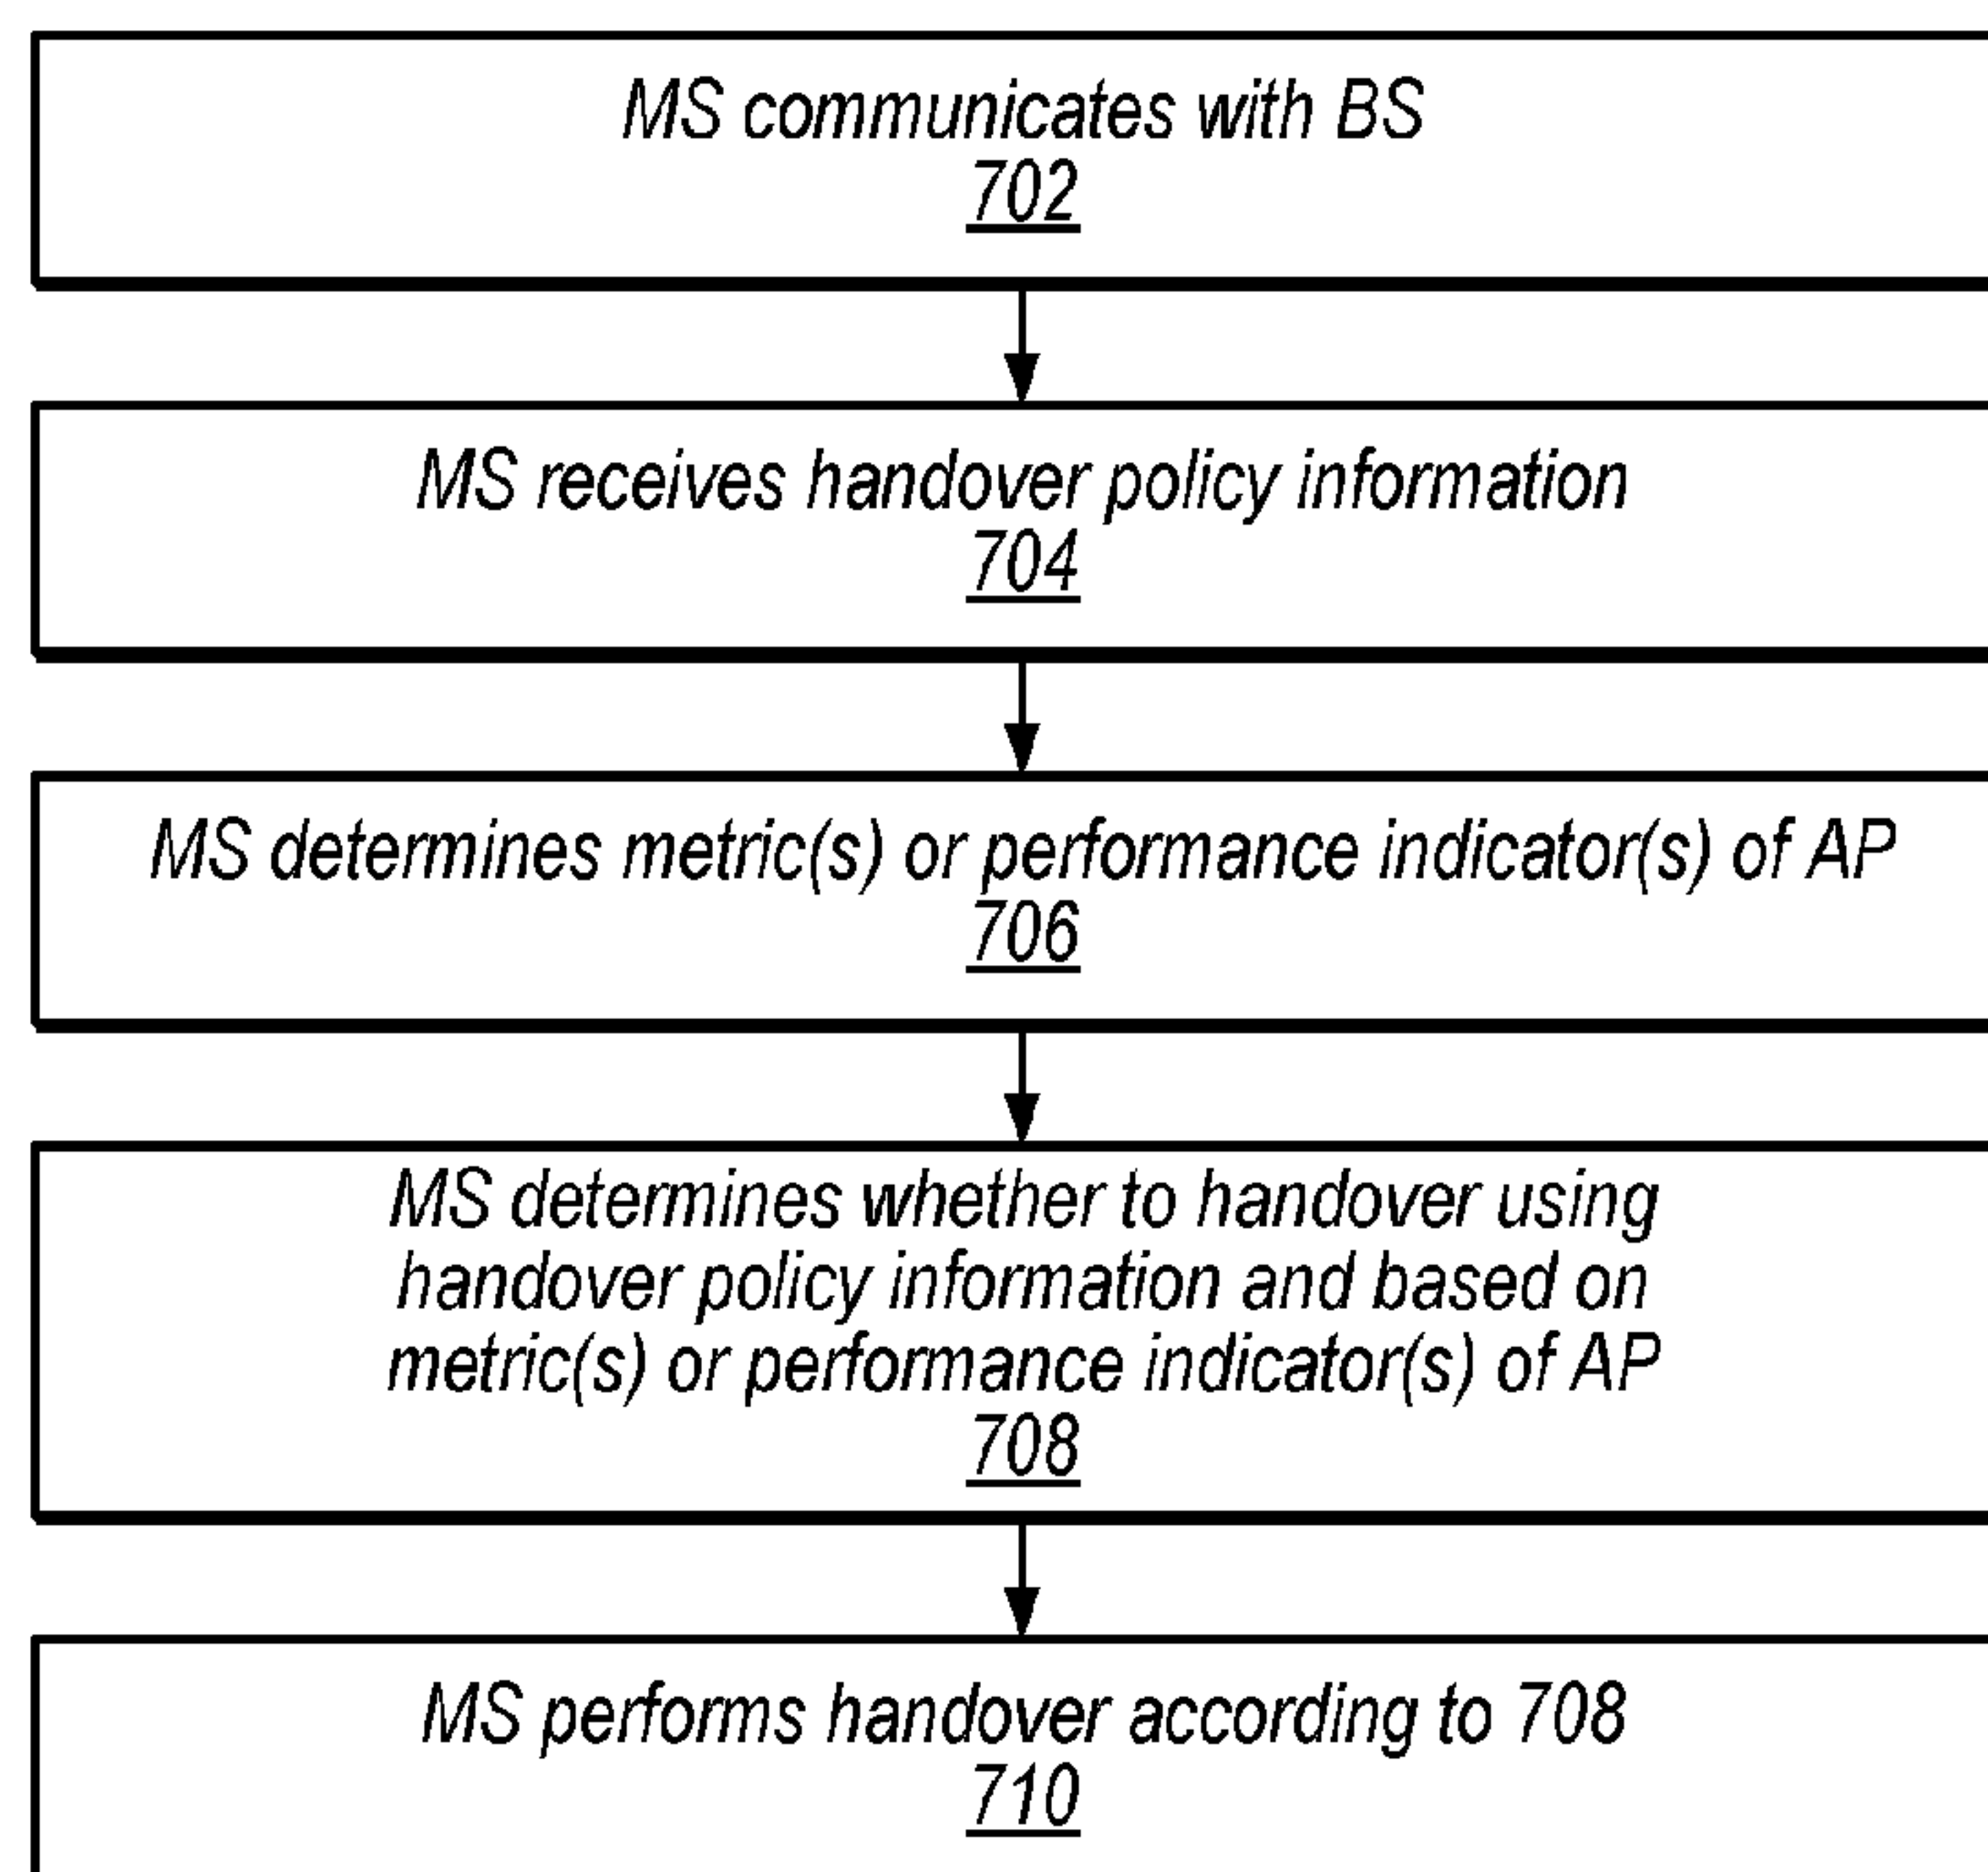 MS communicates with BS
702
MS receives handover policy information
704
MS determines metric(s) or performance indicator(s) of AP
706
MS determines whether to handover using
handover policy information and based on
metric(s) or performance indicator(s) of AP
708
MS performs handover according to 708
710